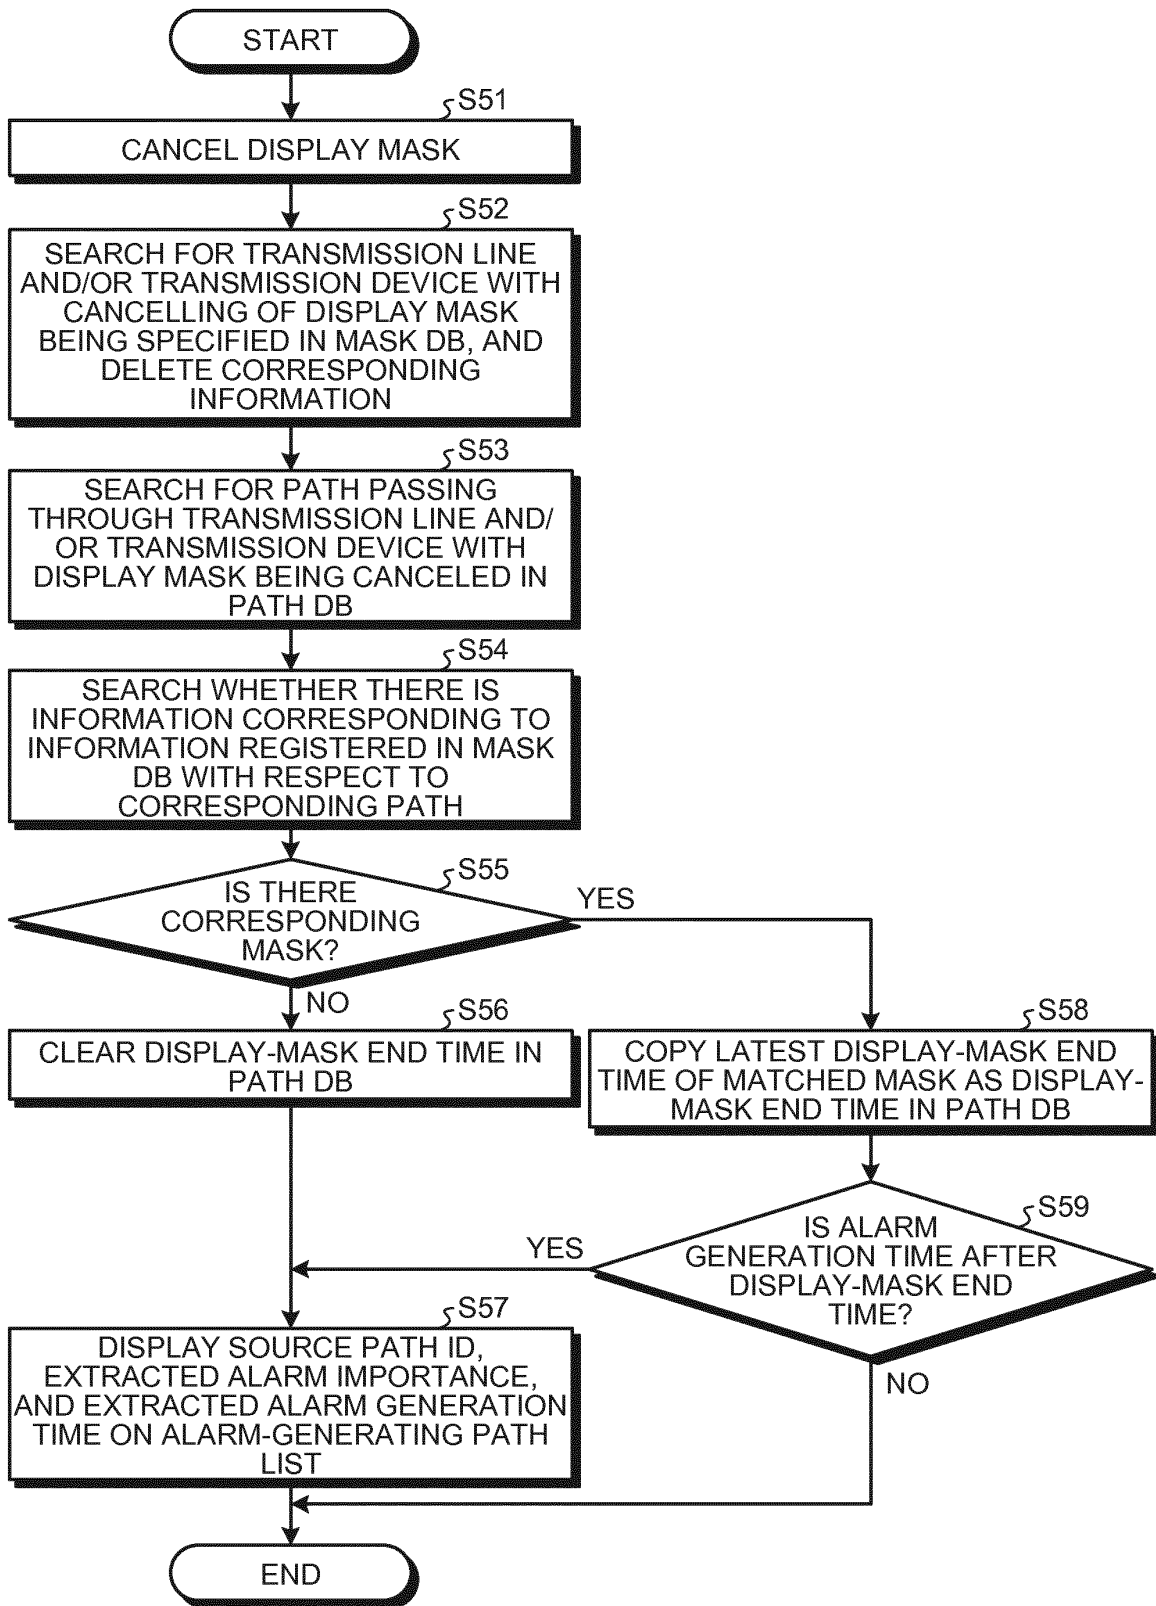 START
S51
CANCEL DISPLAY MASK
S52
SEARCH FOR TRANSMISSION LINE
AND/OR TRANSMISSION DEVICE WITH
CANCELLING OF DISPLAY MASK
BEING SPECIFIED IN MASK DB, AND
DELETE CORRESPONDING
INFORMATION
S53
SEARCH FOR PATH PASSING
THROUGH TRANSMISSION LINE AND/
OR TRANSMISSION DEVICE WITH
DISPLAY MASK BEING CANCELED IN
PATH DB
S54
SEARCH WHETHER THERE IS
INFORMATION CORRESPONDING TO
INFORMATION REGISTERED IN MASK
DB WITH RESPECT TO
CORRESPONDING PATH
S55
IS THERE
CORRESPONDING
MASK?
YES
NO
S56
CLEAR DISPLAY-MASK END TIME IN
PATH DB
S58
COPY LATEST DISPLAY-MASK END
TIME OF MATCHED MASK AS DISPLAY-
MASK END TIME IN PATH DB
S59
IS ALARM
GENERATION TIME AFTER
DISPLAY-MASK END
TIME?
YES
NO
S57
DISPLAY SOURCE PATH ID,
EXTRACTED ALARM IMPORTANCE,
AND EXTRACTED ALARM GENERATION
TIME ON ALARM-GENERATING PATH
LIST
END